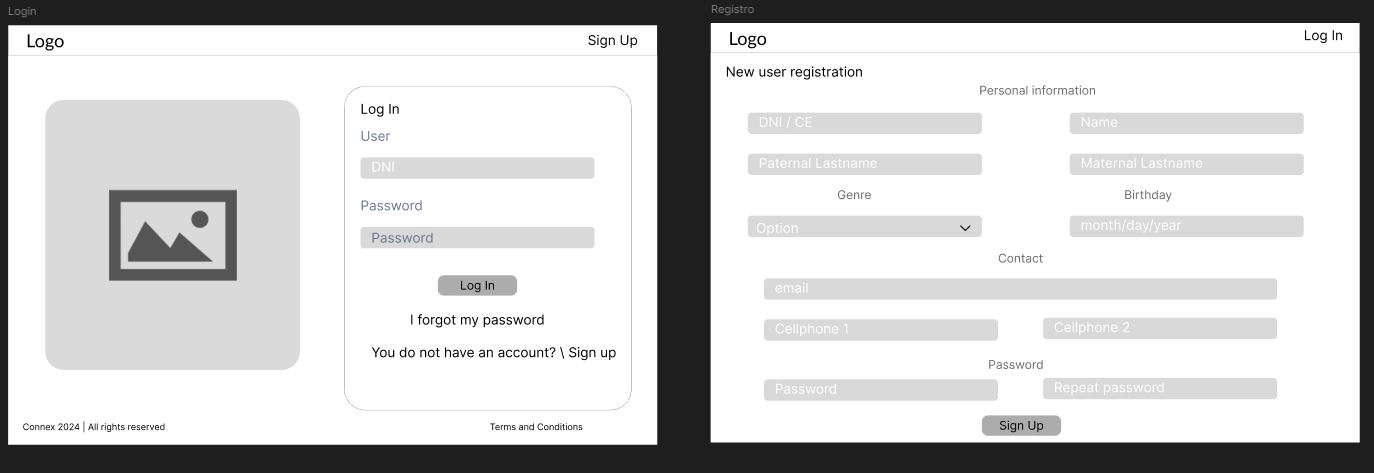 Login
Logo
Sign Up
Log In
User
DNI
Password
Password
Log In
I forgot my password
You do not have an account? \ Sign up
Connex 2024 | All rights reserved
Terms and Conditions
Registro
Logo
Log In
New user registration
Personal information
DNI / CE
Name
Paternal Lastname
Maternal Lastname
Genre
Birthday
Option
month/day/year
Contact
email
Cellphone 1
Cellphone 2
Password
Password
Repeat password
Sign Up